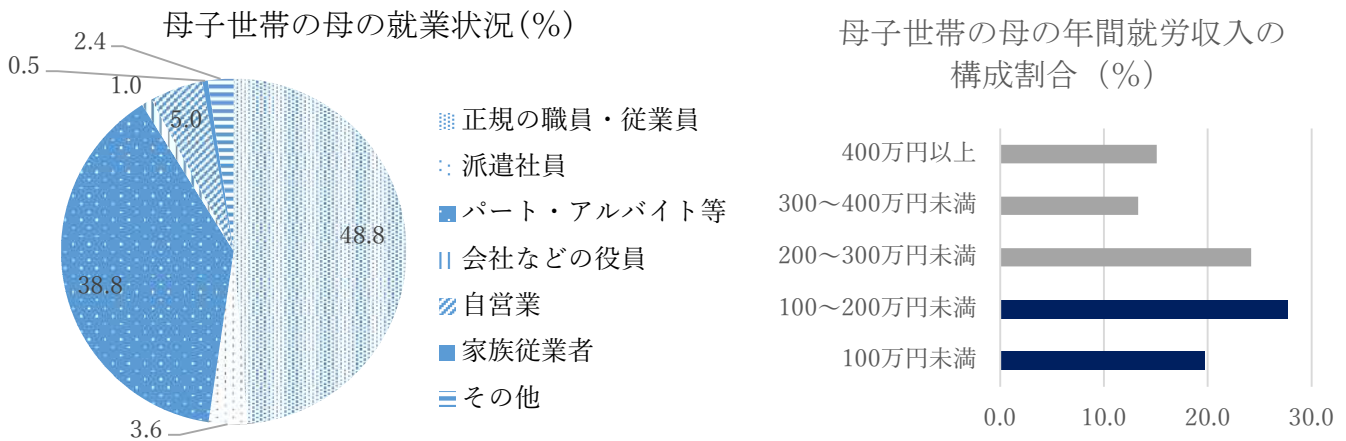 母子世帯の母の就業状況(%)
2.4
0.5
1.0
5.0
48.8
38.8
3.6
正規の職員・従業員
派遣社員
パート・アルバイト等
会社などの役員
自営業
家族従業者
その他
母子世帯の母の年間就労収入の
構成割合（%）
400万円以上
300～400万円未満
200～300万円未満
100～200万円未満
100万円未満
0.0 10.0 20.0 30.0